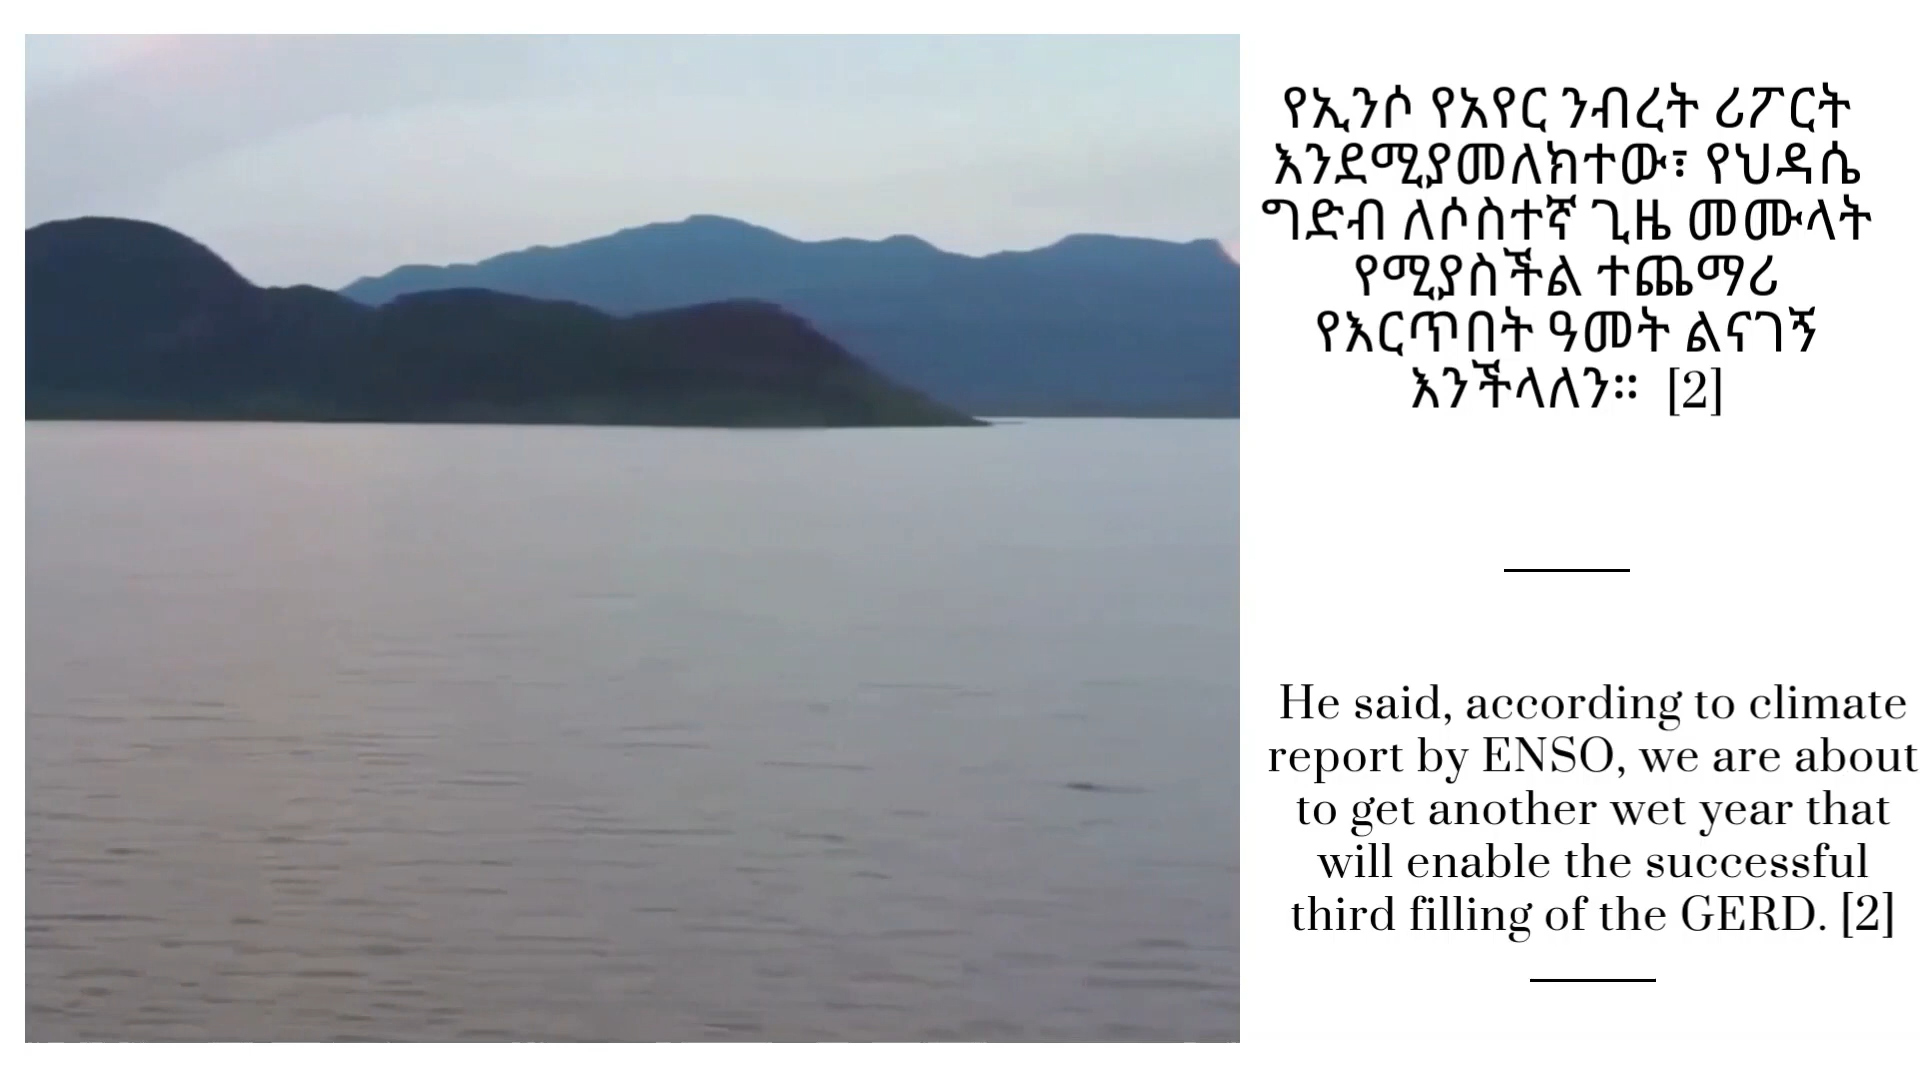 የኢንሶ የአየር ንብረት ሪፖርት
እንደሚያመለክተው፣ የህዳሴ
ግድብ ለሶስተኛ ጊዜ መሙላት
የሚያስችል ተጨማሪ
የእርጥበት ዓመት ልናገኝ
እንችላለን። [2]
He said, according to climate
report by ENSO, we are about
to get another wet year that
will enable the successful
third filling of the GERD. [2]